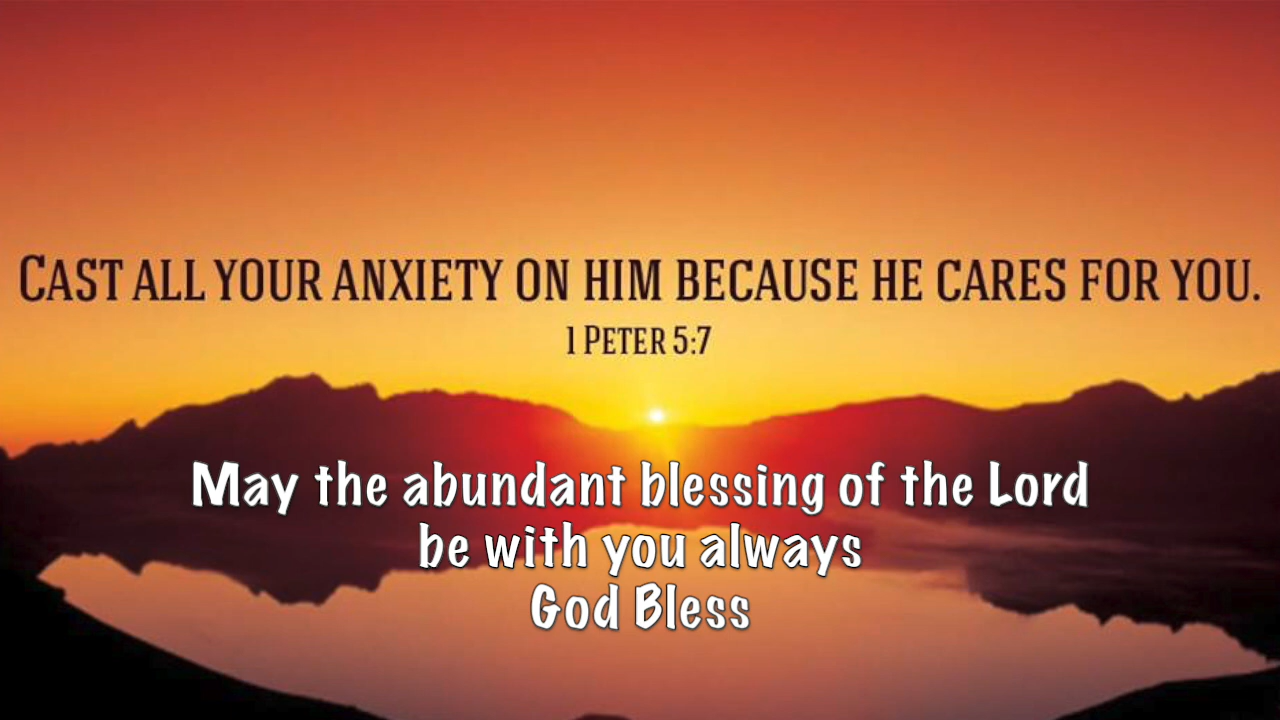 Cast all your anxiety on him because he cares for you.
1 Peter 5:7
May the abundant blessing of the Lord
be with you always
God Bless